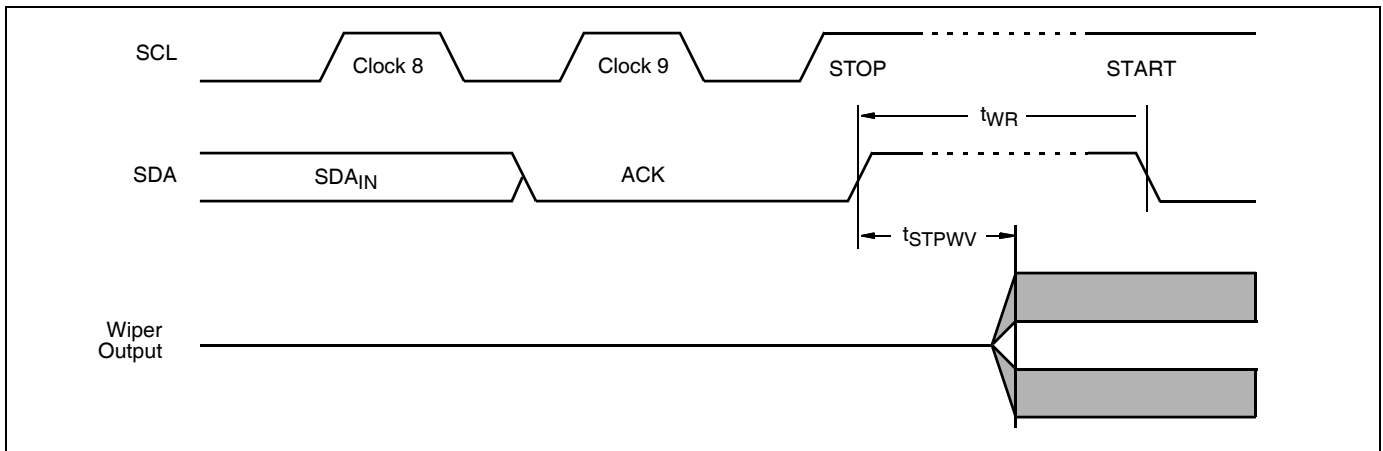 SCL
Clock 8
Clock 9
STOP
START
tWR
SDA
SDAIN
ACK
tSTPWV
Wiper
Output